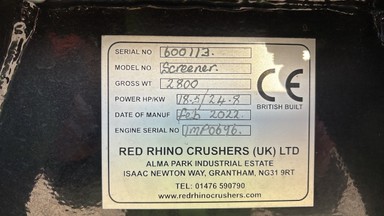 SERIAL NO 600113.
MODEL NO. Screener.
GROSS WT 2800
CE
POWER HP/KW 18.5/24.8
BRITISH BUILT
DATE OF MANUF feb 2022
ENGINE SERIAL NO 1MP0696.
RED RHINO CRUSHERS (UK) LTD
ALMA PARK INDUSTRIAL ESTATE
ISAAC NEWTON WAY, GRANTHAM, NG31 9RT
TEL: 01476 590790
www.redrhinocrushers.com